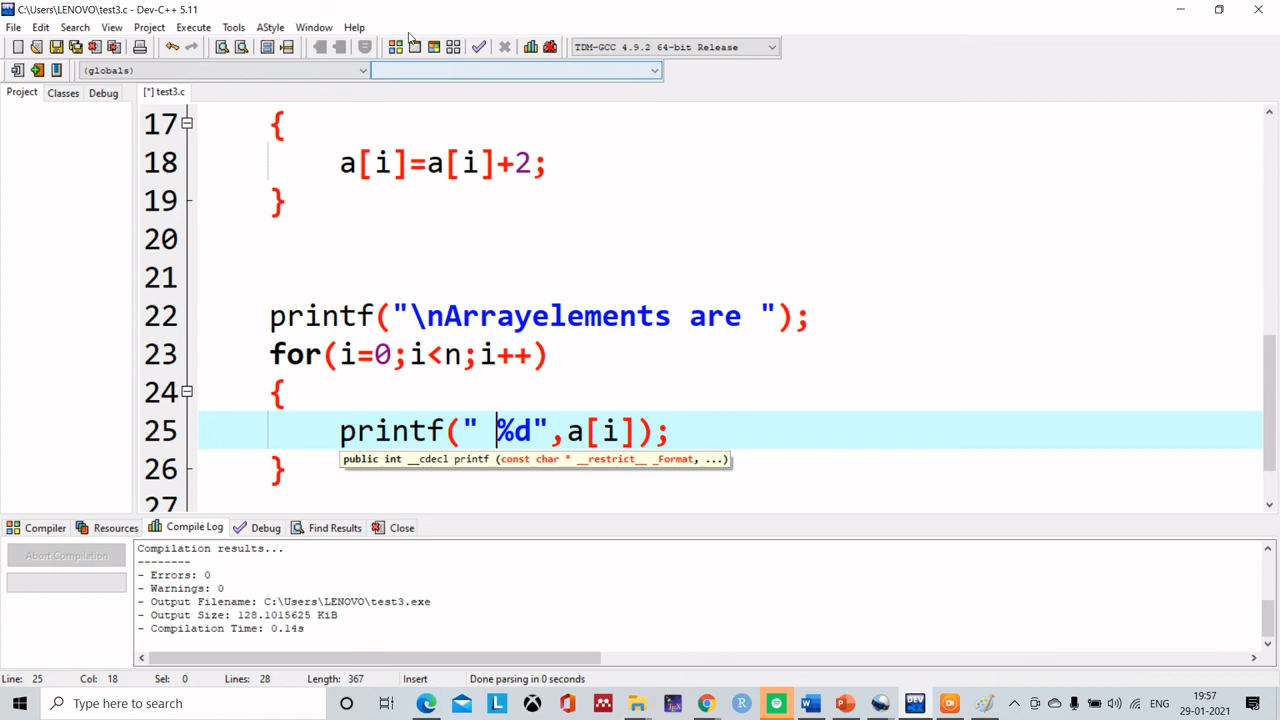 C:\Users\LENOVO\test3.c - Dev-C++ 5.11
File Edit Search View Project Execute Tools AStyle Window Help
TDM-GCC 4.9.2 64-bit Release
(globals)
Project Classes Debug [*] test3.c
17 {
18 a[i]=a[i]+2;
19 }
20
21
22 printf("\nArrayelements are ");
23 for(i=0;i<n;i++)
24 {
25 printf(" %d",a[i]);
public int __cdecl printf (const char * __restrict__ _Format, ...)
26 }
27
Compiler Resources Compile Log Debug Find Results Close
Abort Compilation
Compilation results...
--------
- Errors: 0
- Warnings: 0
- Output Filename: C:\Users\LENOVO\test3.exe
- Output Size: 128.1015625 KiB
- Compilation Time: 0.14s
Line: 25 Col: 18 Sel: 0 Lines: 28 Length: 367 Insert Done parsing in 0 seconds
Type here to search
ENG
19:57
29-01-2021